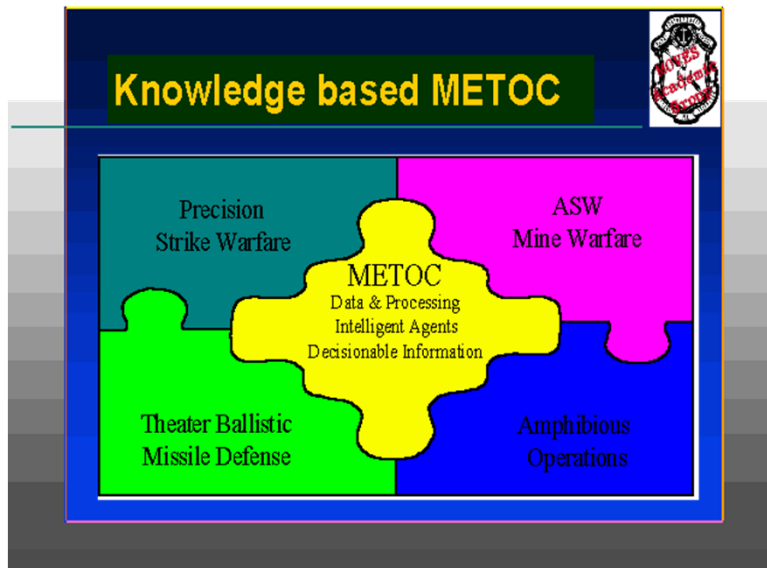 Knowledge based METOC
MOVES
Academic
Group
Precision
Strike Warfare
ASW
Mine Warfare
METOC
Data & Processing
Intelligent Agents
Decisionable Information
Theater Ballistic
Missile Defense
Amphibious
Operations